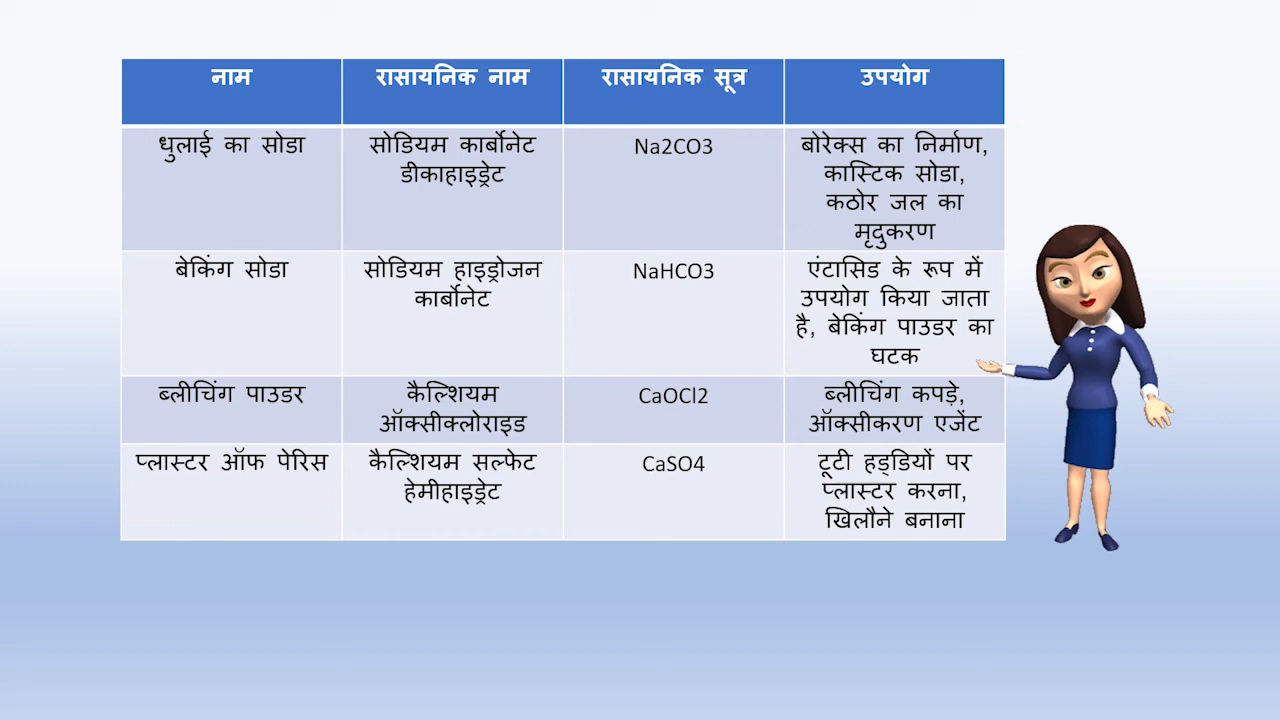 नाम
रासायनिक नाम
रासायनिक सूत्र
उपयोग
धुलाई का सोडा
सोडियम कार्बोनेट
डीकाहाइड्रेट
Na2CO3
बोरेक्स का निर्माण,
कास्टिक सोडा,
कठोर जल का
मृदुकरण
बेकिंग सोडा
सोडियम हाइड्रोजन
कार्बोनेट
NaHCO3
एंटासिड के रूप में
उपयोग किया जाता
है, बेकिंग पाउडर का
घटक
ब्लीचिंग पाउडर
कैल्शियम
ऑक्सीक्लोराइड
CaOCl2
ब्लीचिंग कपड़े,
ऑक्सीकरण एजेंट
प्लास्टर ऑफ पेरिस
कैल्शियम सल्फेट
हेमीहाइड्रेट
CaSO4
टूटी हड्डियों पर
प्लास्टर करना,
खिलौने बनाना